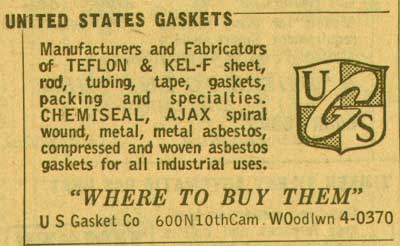 UNITED STATES GASKETS
Manufacturers and Fabricators
of TEFLON & KEL-F sheet,
rod, tubing, tape, gaskets,
packing and specialties.
CHEMISEAL, AJAX spiral
wound, metal, metal asbestos,
compressed and woven asbestos
gaskets for all industrial uses.
U G S
"WHERE TO BUY THEM"
U S Gasket Co 600N10thCam. WOodlwn 4-0370